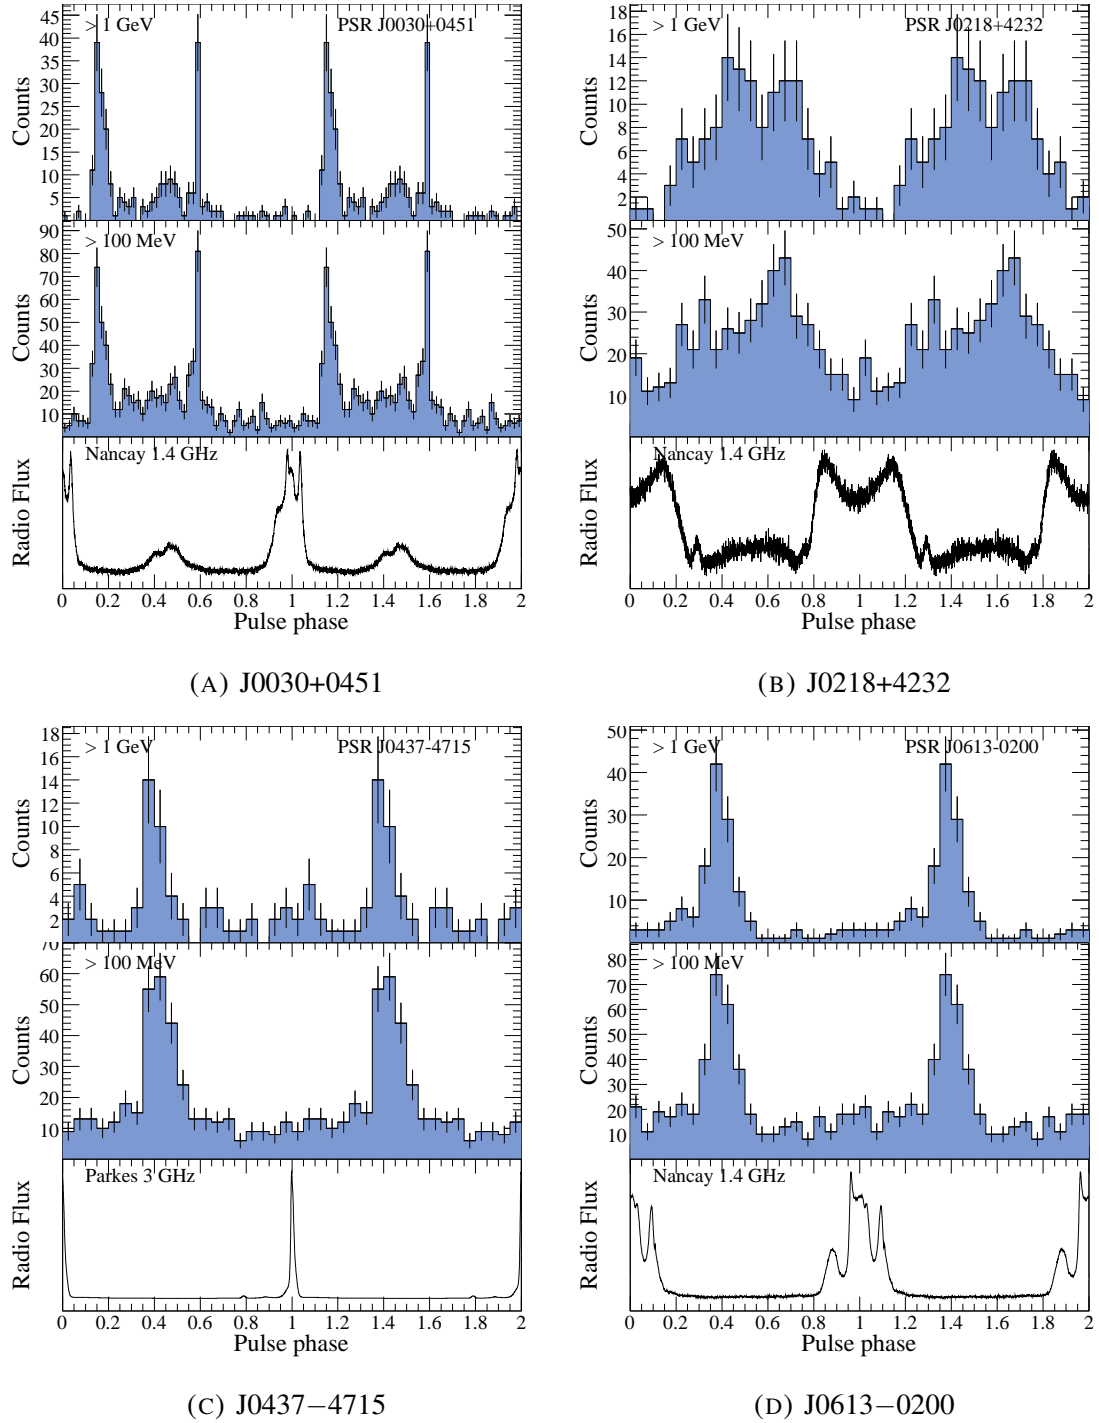 > 1 GeV PSR J0030+0451
45
40
35
30
25
20
15
10
5
Counts
> 100 MeV
90
80
70
60
50
40
30
20
10
Counts
Nancay 1.4 GHz
Radio Flux
0 0.2 0.4 0.6 0.8 1 1.2 1.4 1.6 1.8 2
Pulse phase
(A) J0030+0451
> 1 GeV PSR J0218+4232
18
16
14
12
10
8
6
4
2
Counts
> 100 MeV
50
40
30
20
10
Counts
Nancay 1.4 GHz
Radio Flux
0 0.2 0.4 0.6 0.8 1 1.2 1.4 1.6 1.8 2
Pulse phase
(B) J0218+4232
> 1 GeV PSR J0437-4715
18
16
14
12
10
8
6
4
2
Counts
> 100 MeV
70
60
50
40
30
20
10
Counts
Parkes 3 GHz
Radio Flux
0 0.2 0.4 0.6 0.8 1 1.2 1.4 1.6 1.8 2
Pulse phase
(C) J0437−4715
> 1 GeV PSR J0613-0200
50
40
30
20
10
Counts
> 100 MeV
80
70
60
50
40
30
20
10
Counts
Nancay 1.4 GHz
Radio Flux
0 0.2 0.4 0.6 0.8 1 1.2 1.4 1.6 1.8 2
Pulse phase
(D) J0613−0200